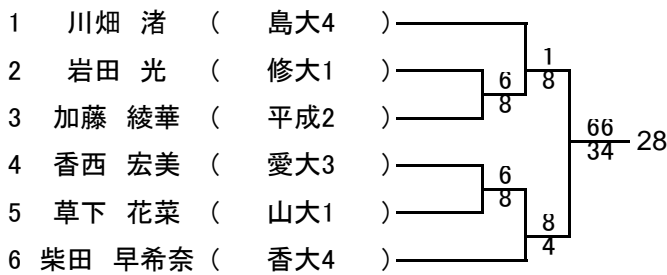 1 川畑 渚 ( 島大4 )
1
8
2 岩田 光 ( 修大1 )
6
8
3 加藤 綾華 ( 平成2 )
66
34
28
4 香西 宏美 ( 愛大3 )
6
8
5 草下 花菜 ( 山大1 )
8
4
6 柴田 早希奈 ( 香大4 )